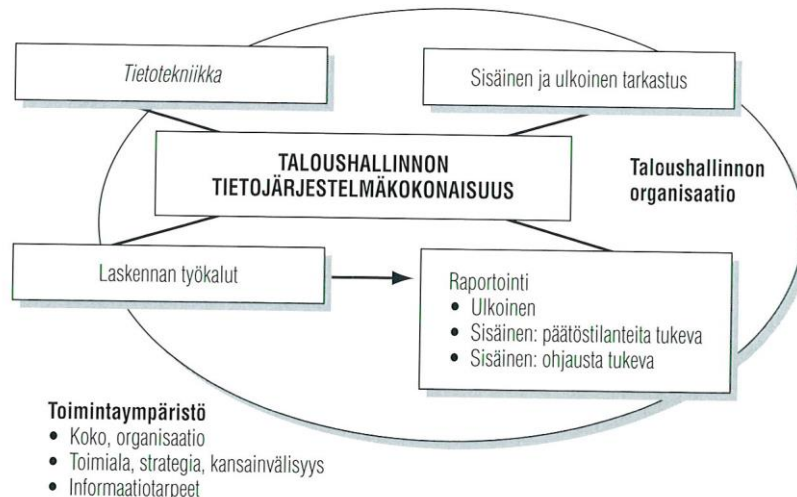 Tietotekniikka
Sisäinen ja ulkoinen tarkastus
TALOUSHALLINNON
TIETOJÄRJESTELMÄKOKONAISUUS
Taloushallinnon
organisaatio
Laskennan työkalut
Raportointi
• Ulkoinen
• Sisäinen: päätöstilanteita tukeva
• Sisäinen: ohjausta tukeva
Toimintaympäristö
• Koko, organisaatio
• Toimiala, strategia, kansainvälisyys
• Informaatiotarpeet